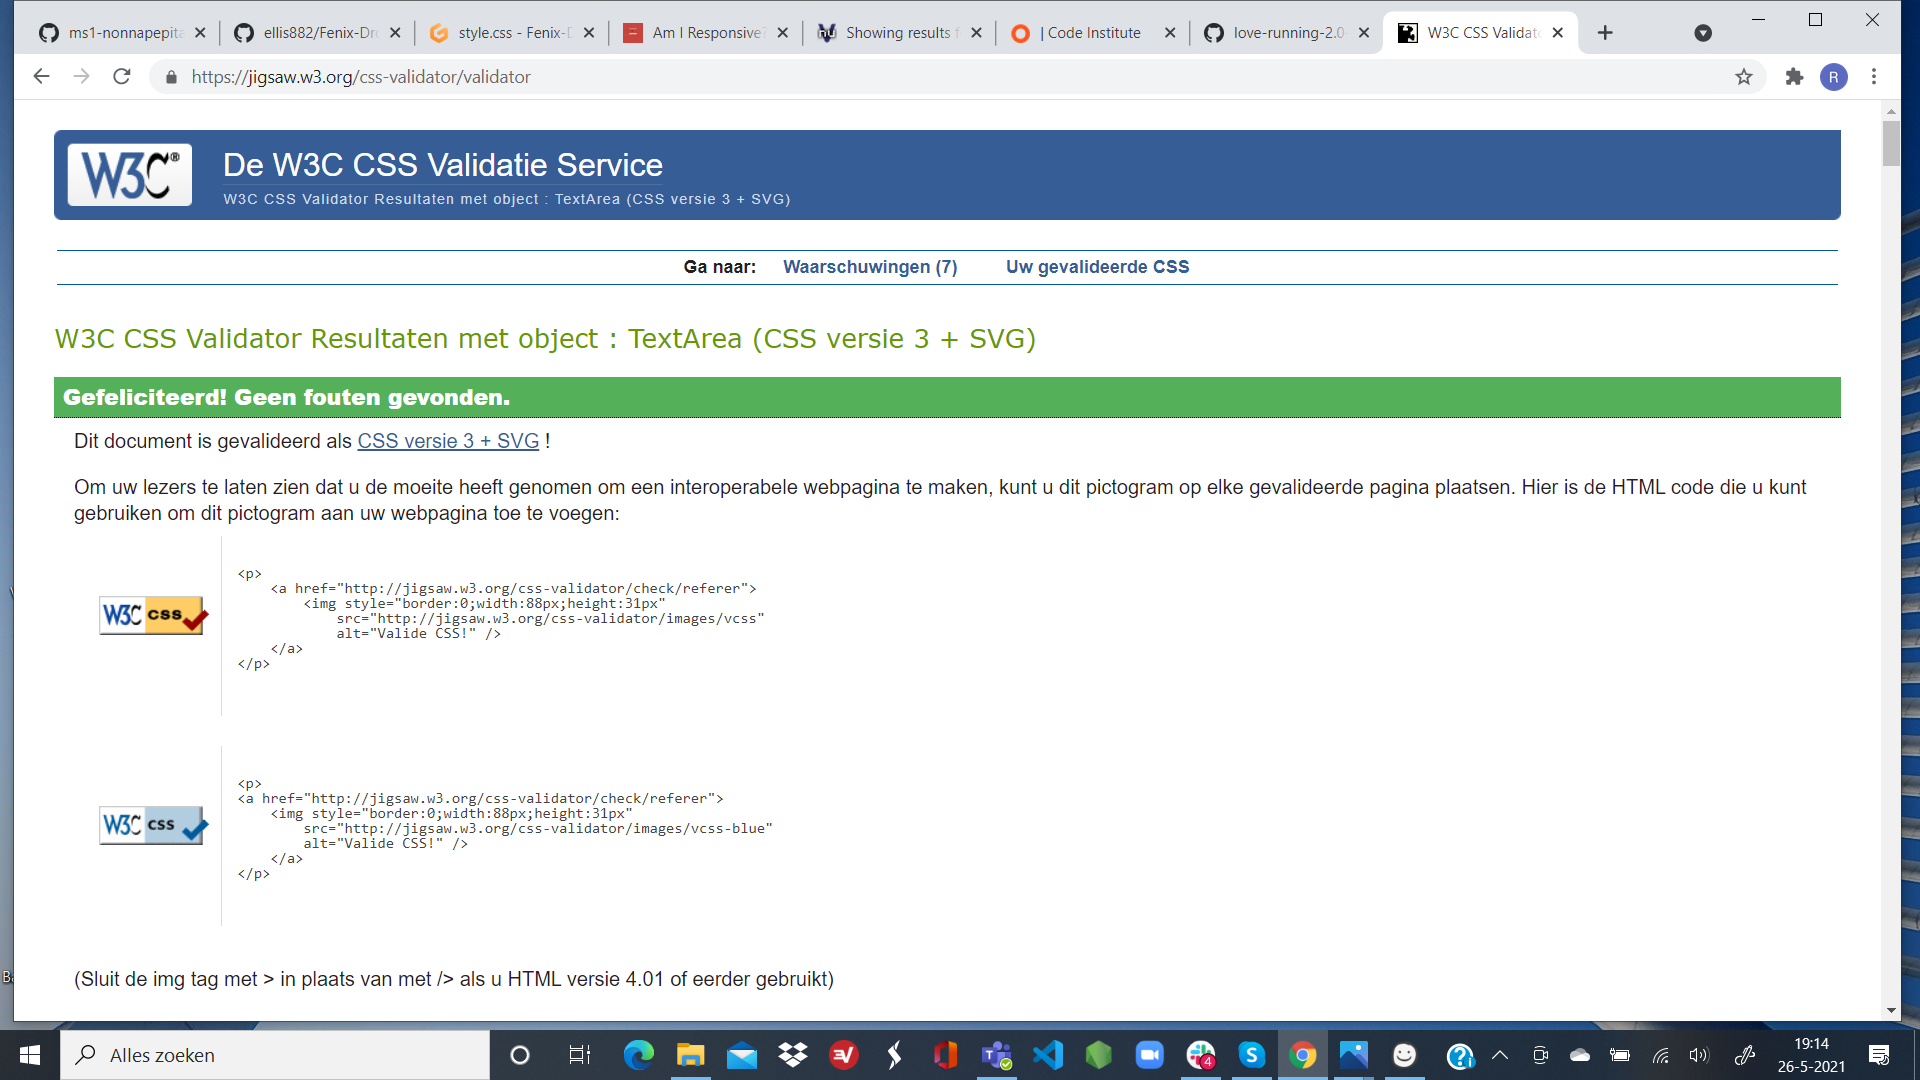 ms1-nonnapepita
ellis882/Fenix-Dr
style.css - Fenix-D
Am I Responsive?
Showing results f
| Code Institute
love-running-2.0
W3C CSS Validato
https://jigsaw.w3.org/css-validator/validator
R
W3C®
De W3C CSS Validatie Service
W3C CSS Validator Resultaten met object : TextArea (CSS versie 3 + SVG)
Ga naar: Waarschuwingen (7) Uw gevalideerde CSS
W3C CSS Validator Resultaten met object : TextArea (CSS versie 3 + SVG)
Gefeliciteerd! Geen fouten gevonden.
Dit document is gevalideerd als CSS versie 3 + SVG !
Om uw lezers te laten zien dat u de moeite heeft genomen om een interoperabele webpagina te maken, kunt u dit pictogram op elke gevalideerde pagina plaatsen. Hier is de HTML code die u kunt
gebruiken om dit pictogram aan uw webpagina toe te voegen:
W3C css
<p>
<a href="http://jigsaw.w3.org/css-validator/check/referer">
<img style="border:0;width:88px;height:31px"
src="http://jigsaw.w3.org/css-validator/images/vcss"
alt="Valide CSS!" />
</a>
</p>
W3C css
<p>
<a href="http://jigsaw.w3.org/css-validator/check/referer">
<img style="border:0;width:88px;height:31px"
src="http://jigsaw.w3.org/css-validator/images/vcss-blue"
alt="Valide CSS!" />
</a>
</p>
(Sluit de img tag met > in plaats van met /> als u HTML versie 4.01 of eerder gebruikt)
Alles zoeken
4
19:14
26-5-2021